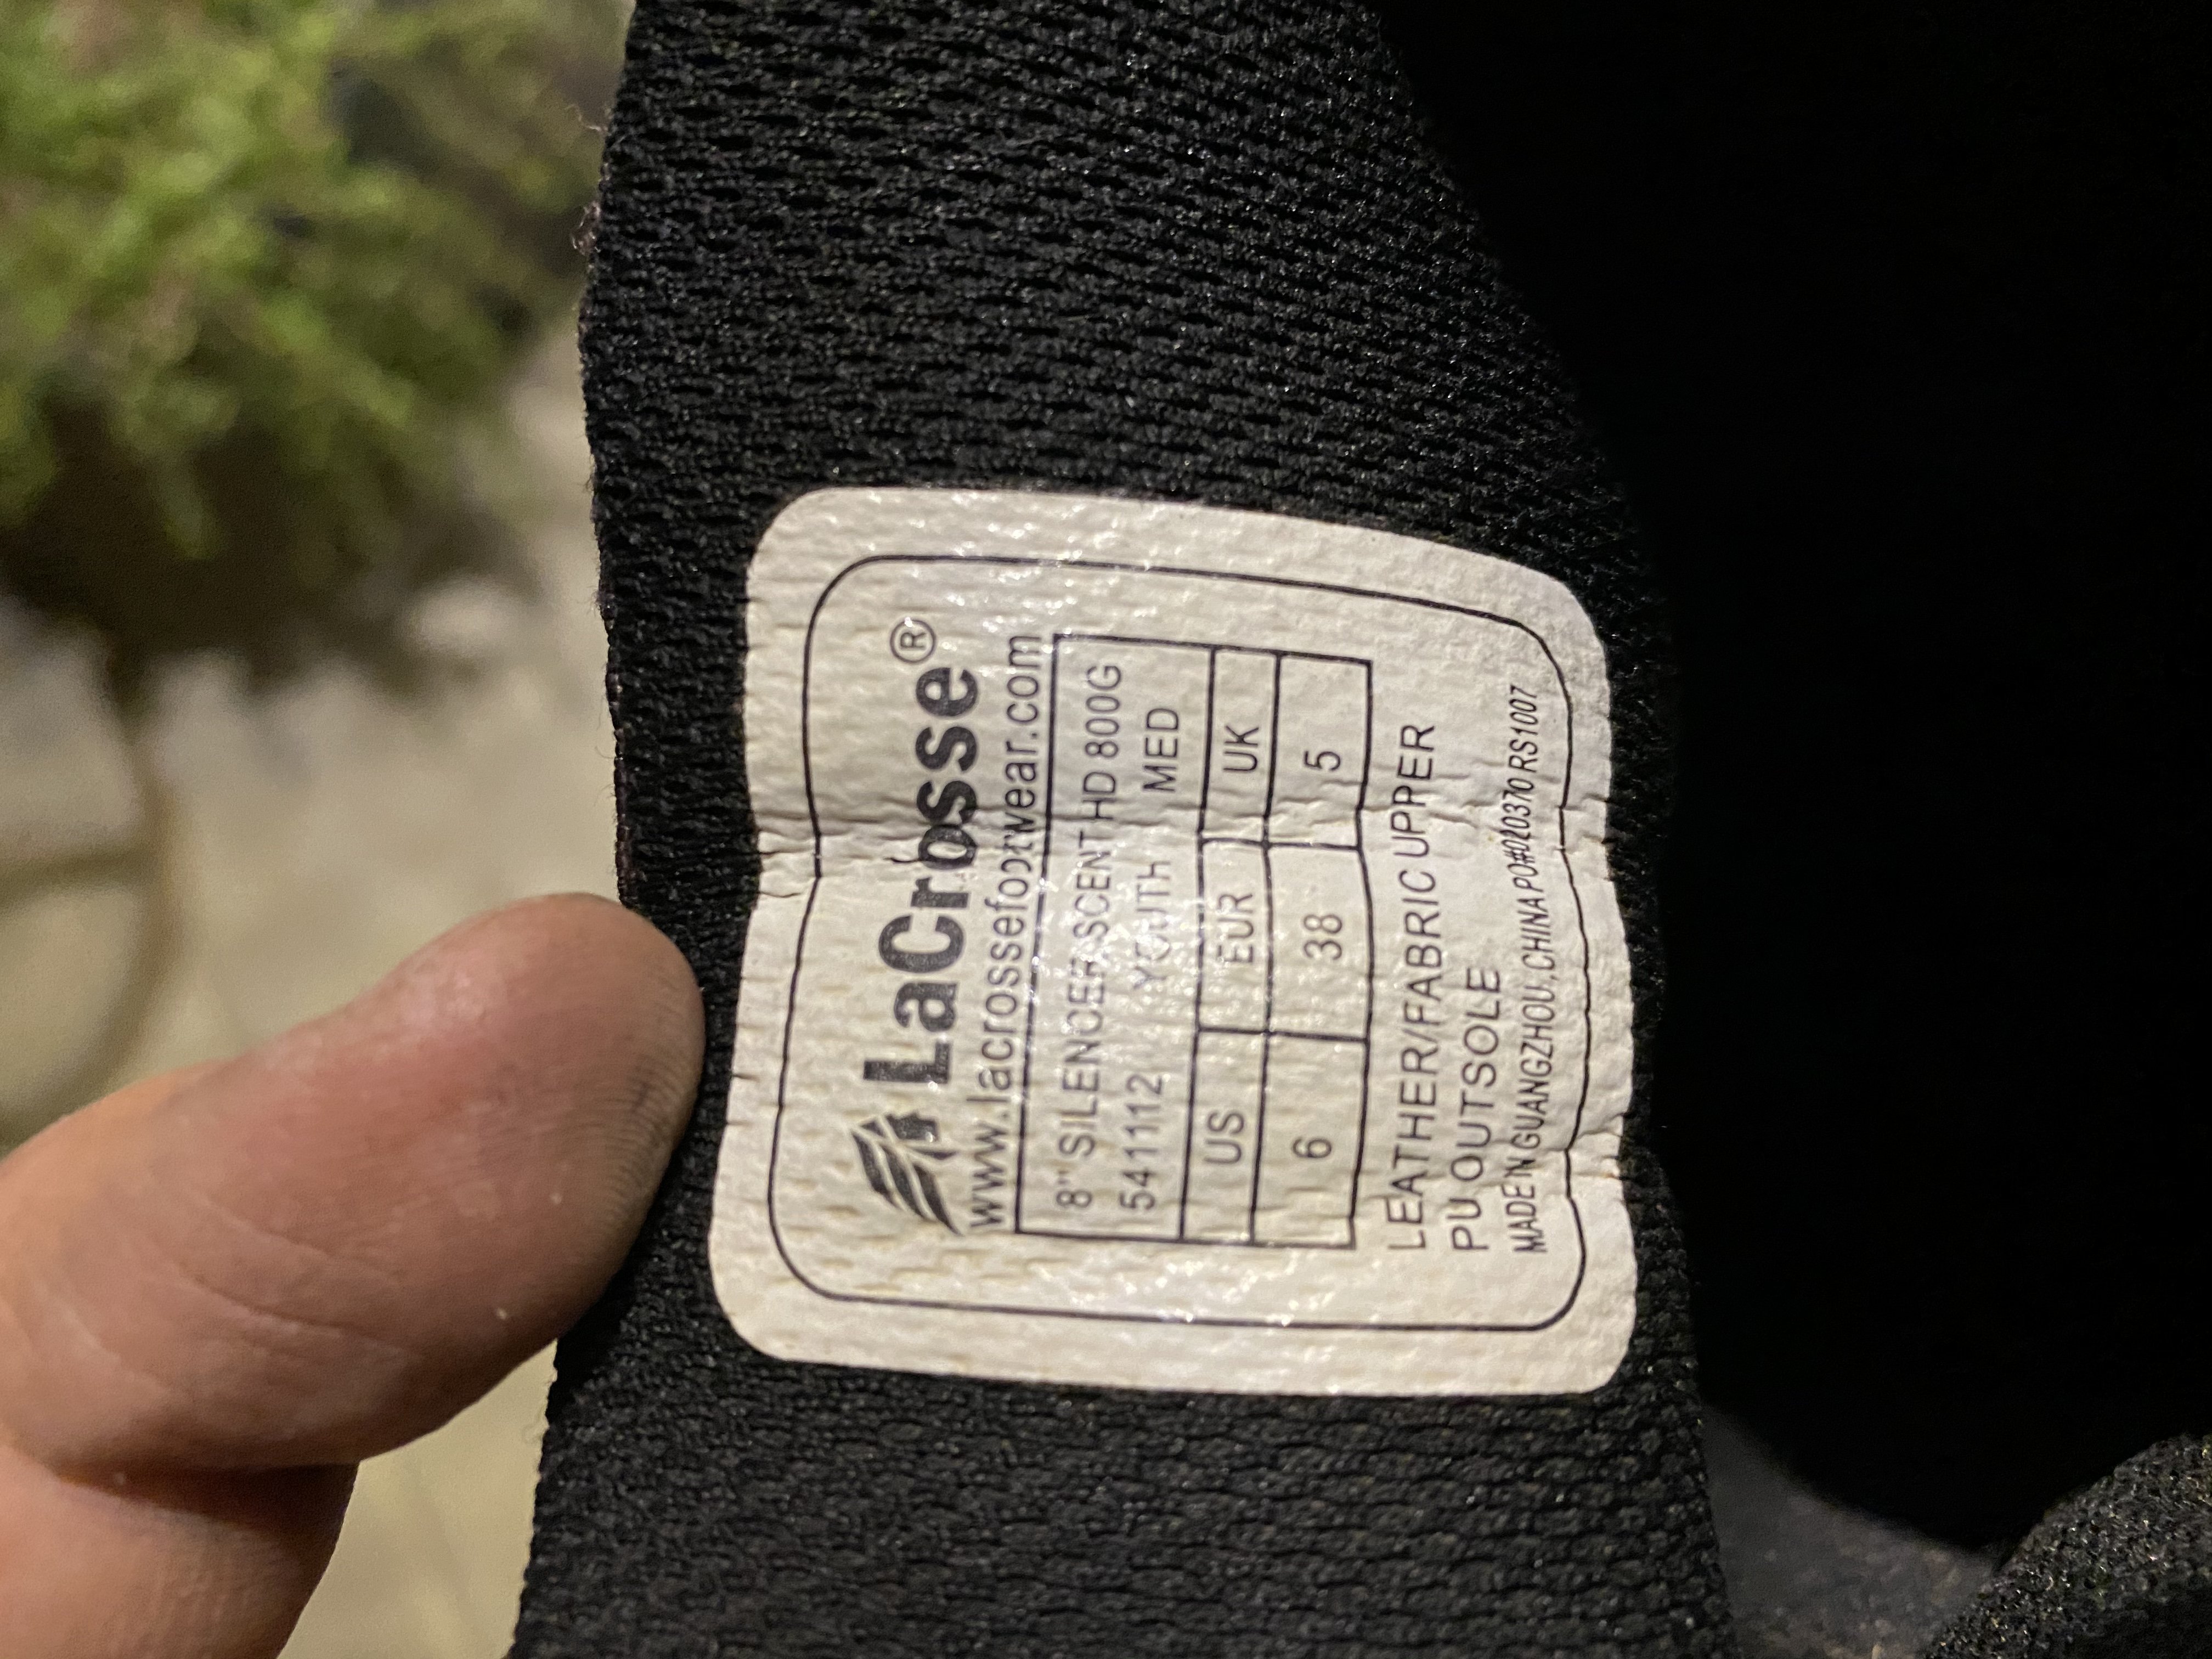 LaCrosse®
www.lacrossefootwear.com
8" SILENCER SCENT HD 800G
5411112 YOUTH MED
US EUR UK
6 38 5
LEATHER/FABRIC UPPER
PU OUTSOLE
MADE IN GUANGZHOU,CHINA PO#020370 RS1007